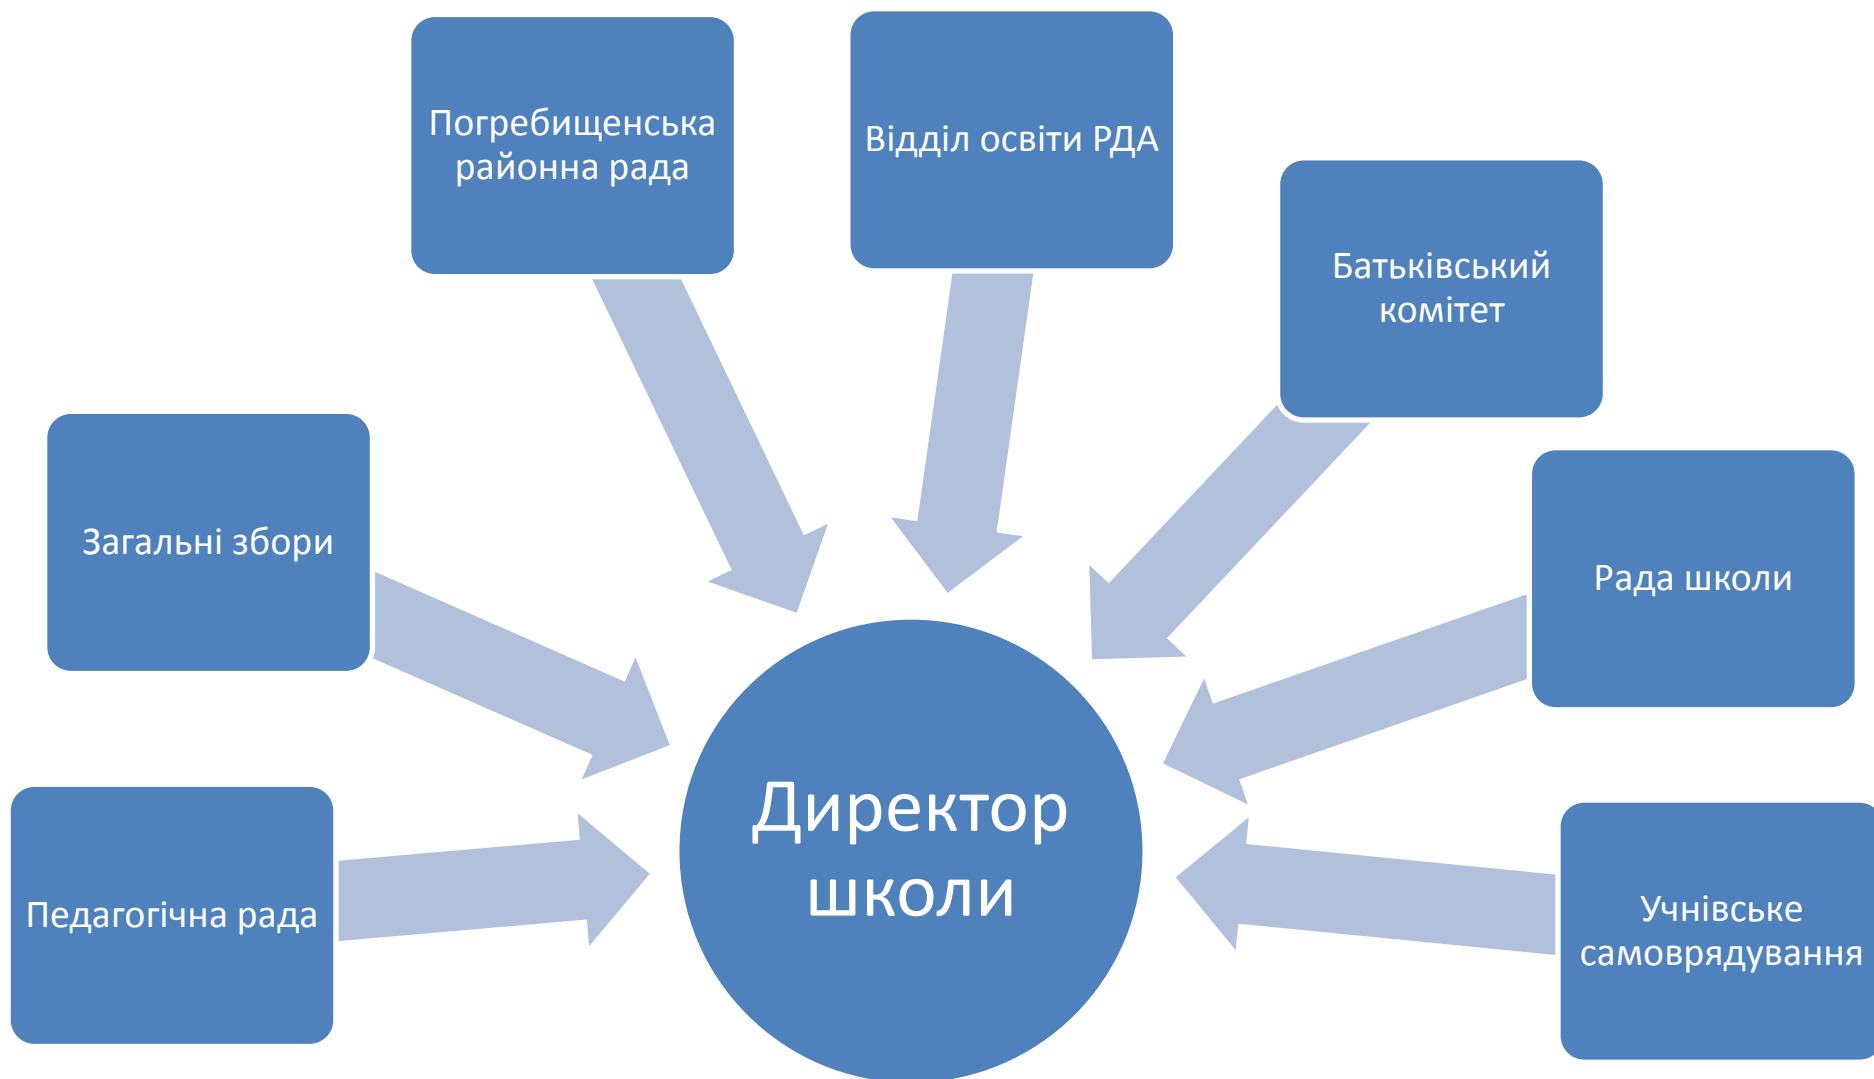 Погребищенська
районна рада
Відділ освіти РДА
Батьківський
комітет
Загальні збори
Рада школи
Педагогічна рада
Директор
школи
Учнівське
самоврядування